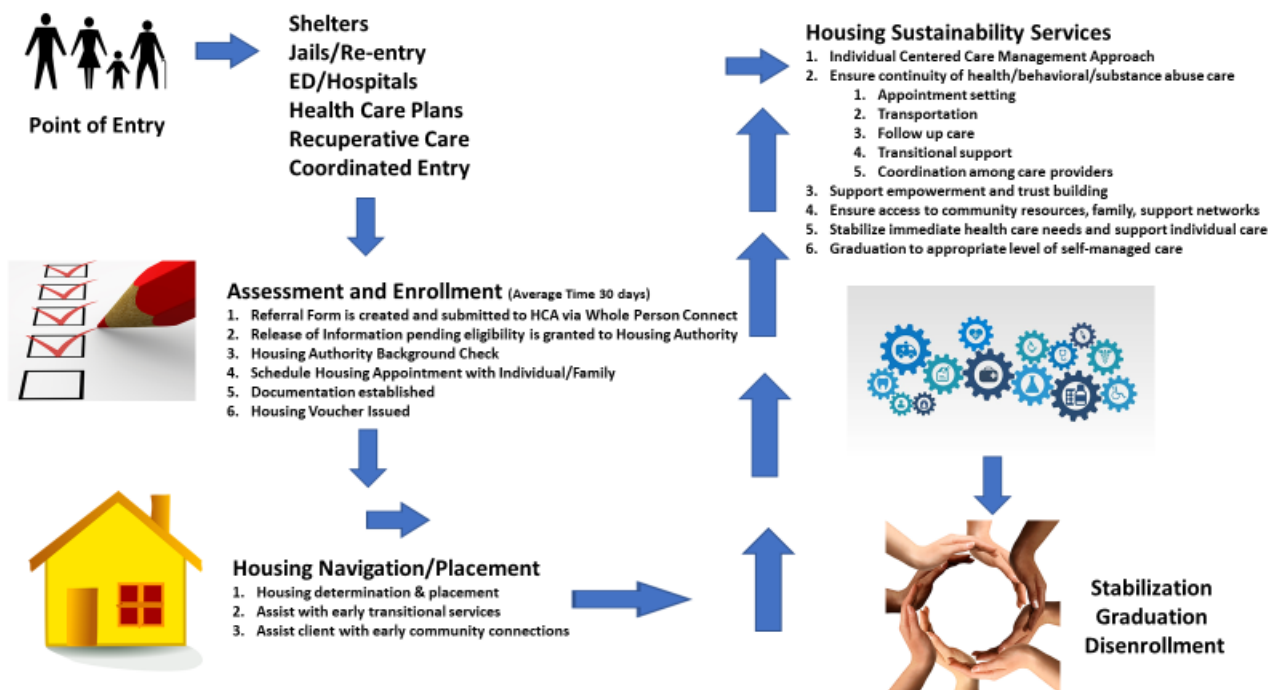 Point of Entry
Shelters
Jails/Re-entry
ED/Hospitals
Health Care Plans
Recuperative Care
Coordinated Entry
Assessment and Enrollment (Average Time 30 days)
1. Referral Form is created and submitted to HCA via Whole Person Connect
2. Release of Information pending eligibility is granted to Housing Authority
3. Housing Authority Background Check
4. Schedule Housing Appointment with Individual/Family
5. Documentation established
6. Housing Voucher Issued
Housing Navigation/Placement
1. Housing determination & placement
2. Assist with early transitional services
3. Assist client with early community connections
Housing Sustainability Services
1. Individual Centered Care Management Approach
2. Ensure continuity of health/behavioral/substance abuse care
1. Appointment setting
2. Transportation
3. Follow up care
4. Transitional support
5. Coordination among care providers
3. Support empowerment and trust building
4. Ensure access to community resources, family, support networks
5. Stabilize immediate health care needs and support individual care
6. Graduation to appropriate level of self-managed care
Stabilization
Graduation
Disenrollment